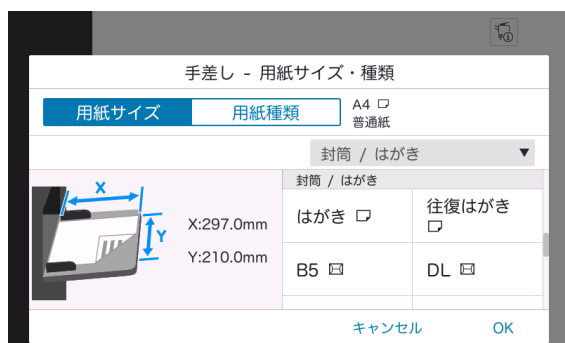 手差し - 用紙サイズ・種類
用紙サイズ
用紙種類
A4
普通紙
封筒 / はがき
封筒 / はがき
X
Y
X:297.0mm
Y:210.0mm
はがき
往復はがき
B5
DL
キャンセル
OK